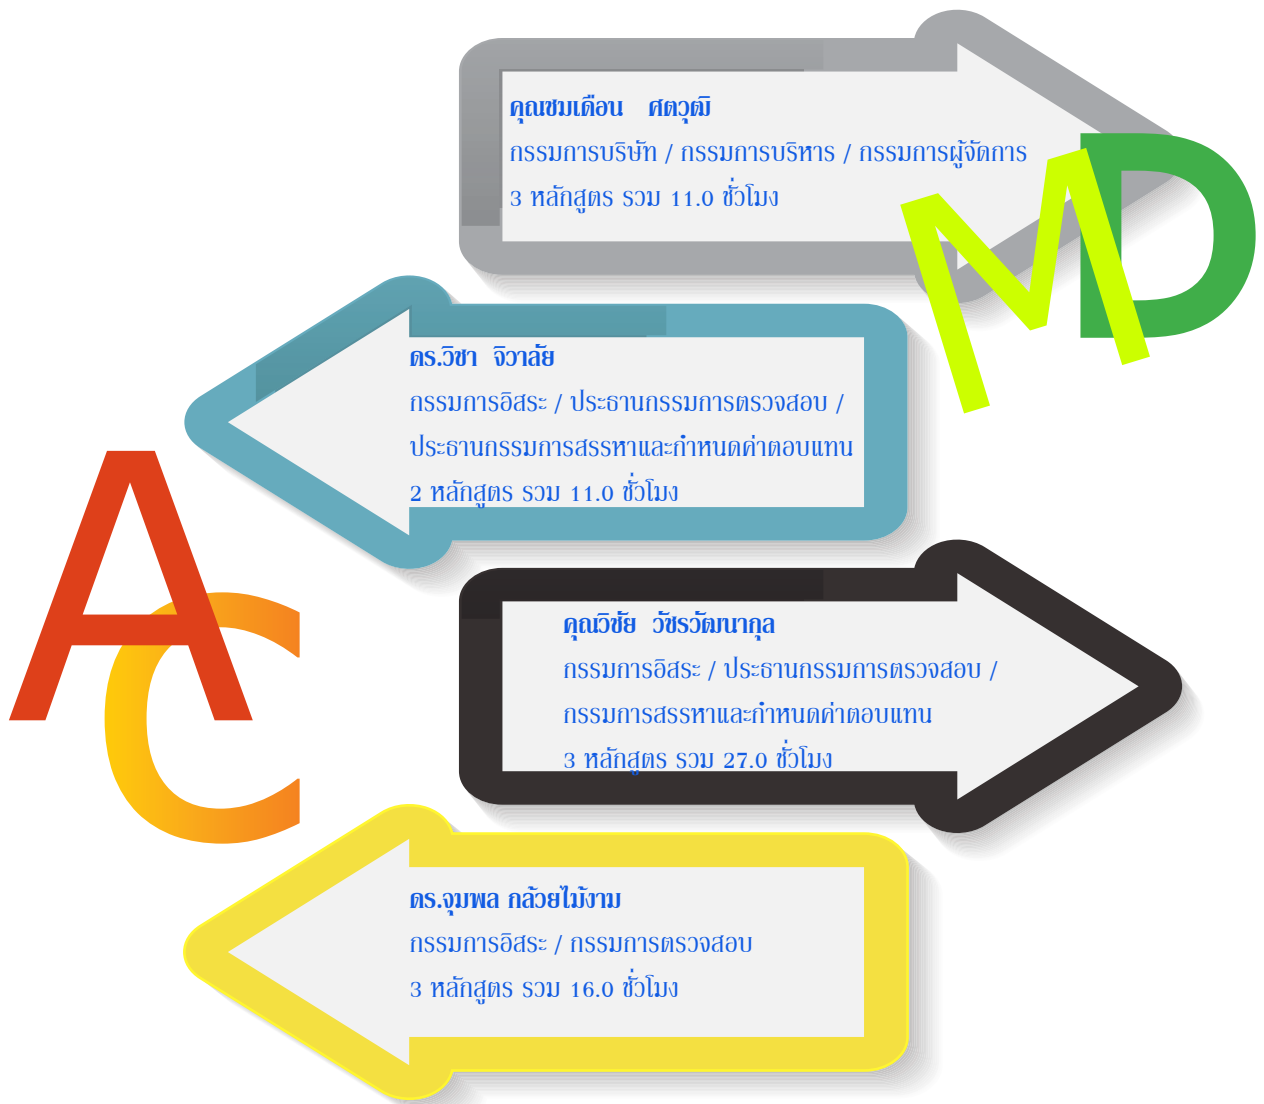 คุณชมเดือน ศตวุฒิ
กรรมการบริษัท / กรรมการบริหาร / กรรมการผู้จัดการ
3 หลักสูตร รวม 11.0 ชั่วโมง
MD
ดร.วิชา จิวาลัย
กรรมการอิสระ / ประธานกรรมการตรวจสอบ /
ประธานกรรมการสรรหาและกำหนดค่าตอบแทน
2 หลักสูตร รวม 11.0 ชั่วโมง
AC
คุณวิชัย วัชรวัฒนากุล
กรรมการอิสระ / ประธานกรรมการตรวจสอบ /
กรรมการสรรหาและกำหนดค่าตอบแทน
3 หลักสูตร รวม 27.0 ชั่วโมง
ดร.จุมพล กล้วยไม้งาม
กรรมการอิสระ / กรรมการตรวจสอบ
3 หลักสูตร รวม 16.0 ชั่วโมง